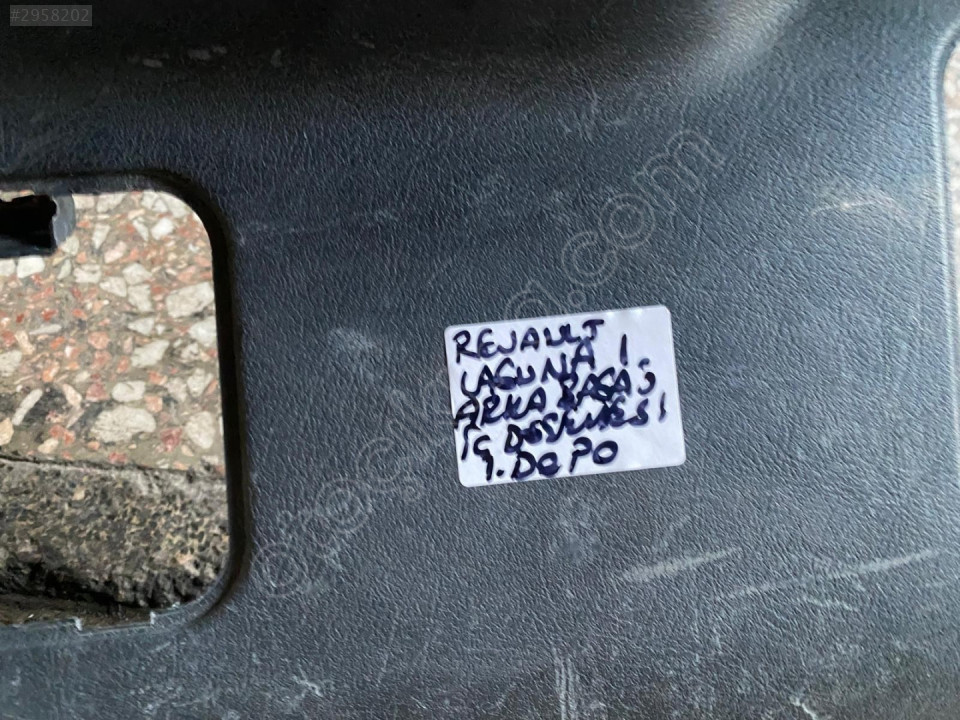 #2958202
RENAULT
LAGUNA 1
ARKA BAGAJ
İÇ DÖŞEMESİ
1. DEPO